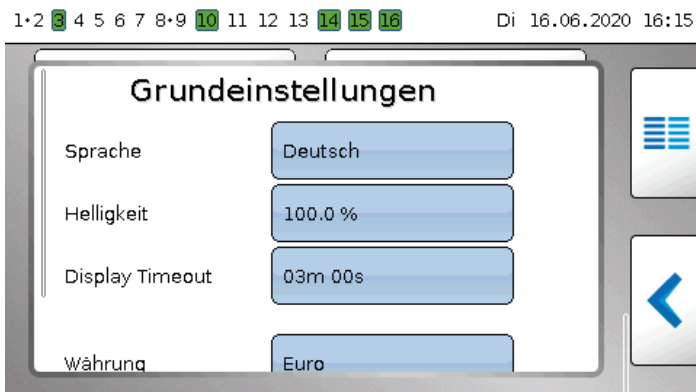 1+2 3 4 5 6 7 8+9 10 11 12 13 14 15 16 Di 16.06.2020 16:15
Grundeinstellungen
Sprache Deutsch
Helligkeit 100.0 %
Display Timeout 03m 00s
Währung Euro